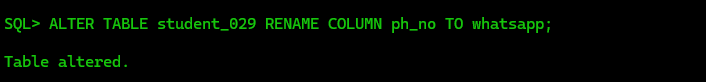 SQL> ALTER TABLE student_029 RENAME COLUMN ph_no TO whatsapp;
Table altered.